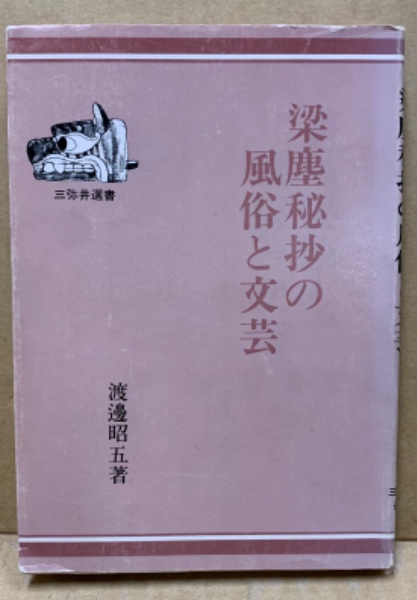 梁塵秘抄の
風俗と文芸
三弥井選書
渡邊昭五著